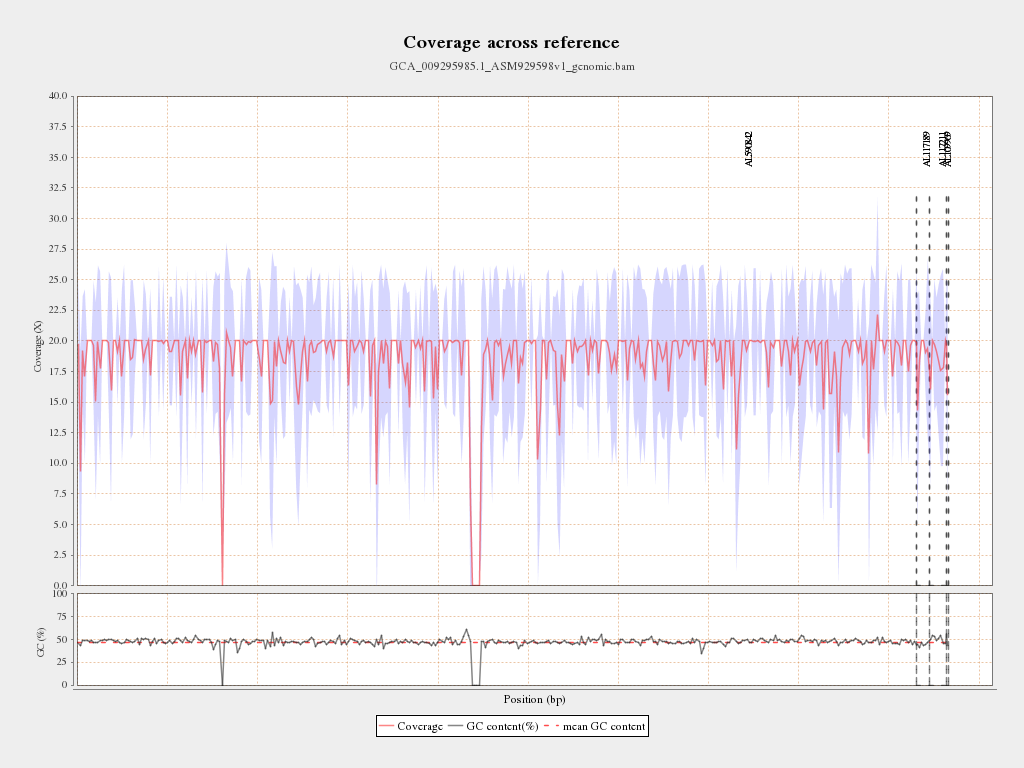 Coverage across reference
GCA_009295985.1_ASM929598v1_genomic.bam
40.0
37.5
35.0
32.5
30.0
27.5
25.0
22.5
20.0
17.5
15.0
12.5
10.0
7.5
5.0
2.5
0.0
Coverage (X)
AL590842
AL117189
AL117211
AL109969
100
75
50
25
0
GC (%)
Position (bp)
Coverage GC content(%) mean GC content